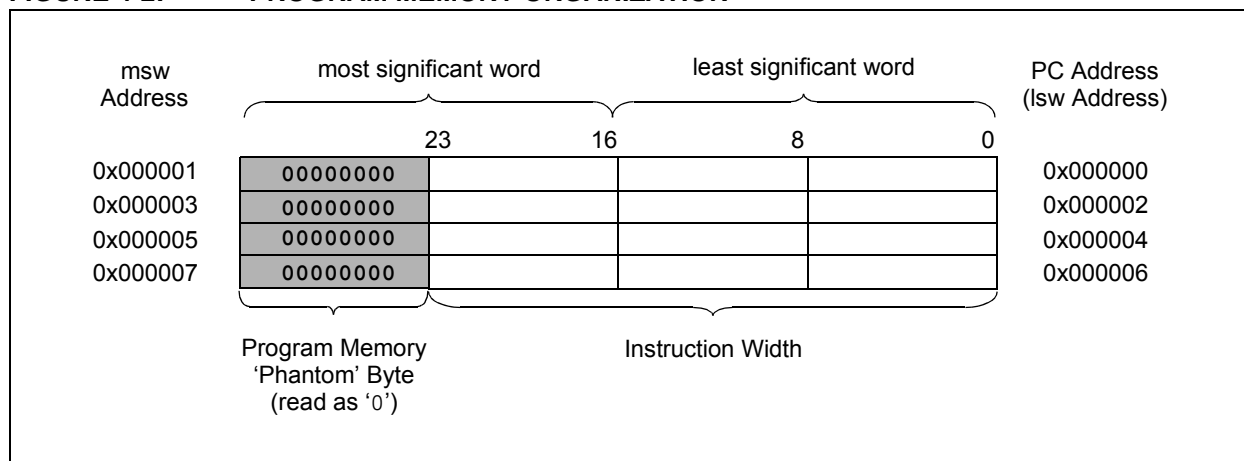 msw Address
most significant word
least significant word
PC Address (lsw Address)
23 16 8 0
0x000001 00000000 0x000000
0x000003 00000000 0x000002
0x000005 00000000 0x000004
0x000007 00000000 0x000006
Program Memory
‘Phantom’ Byte
(read as ‘0’)
Instruction Width